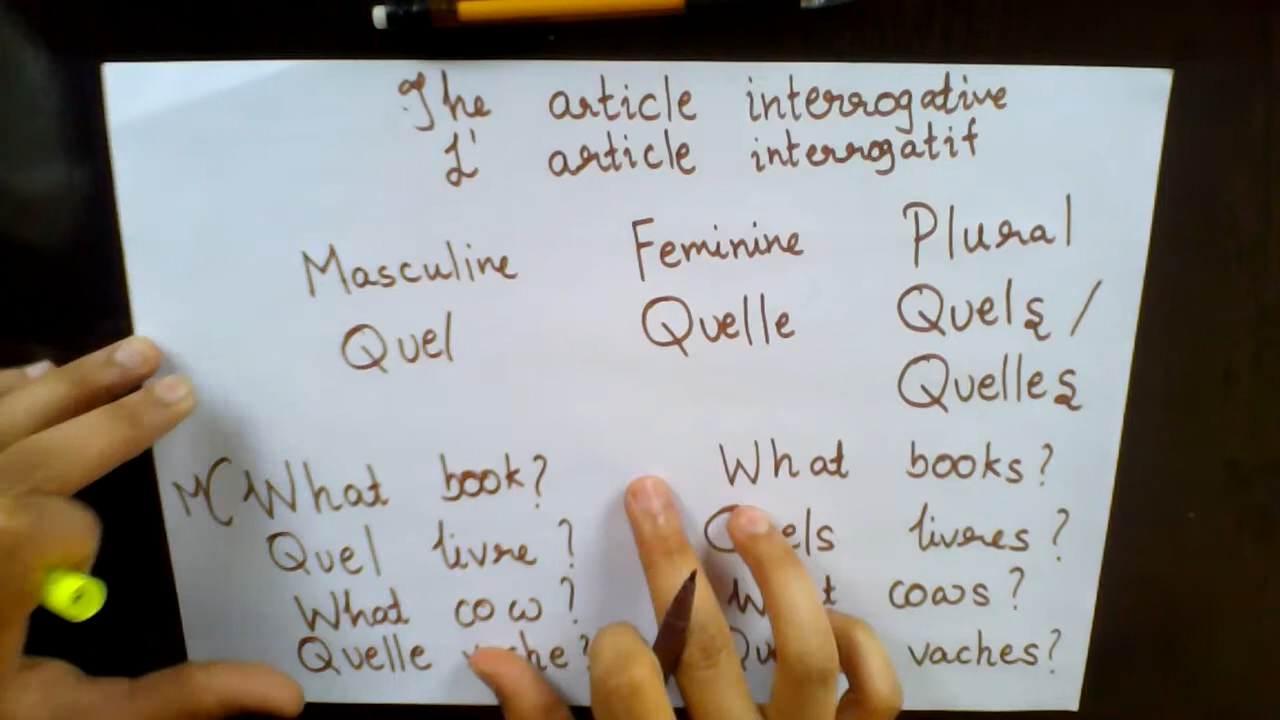 The article interrogative
L' article interrogatif
Masculine Feminine Plural
Quel Quelle Quels /
Quelles
M( What book? What books?
Quel livre? livres?
What cow? cows?
Quelle vaches?